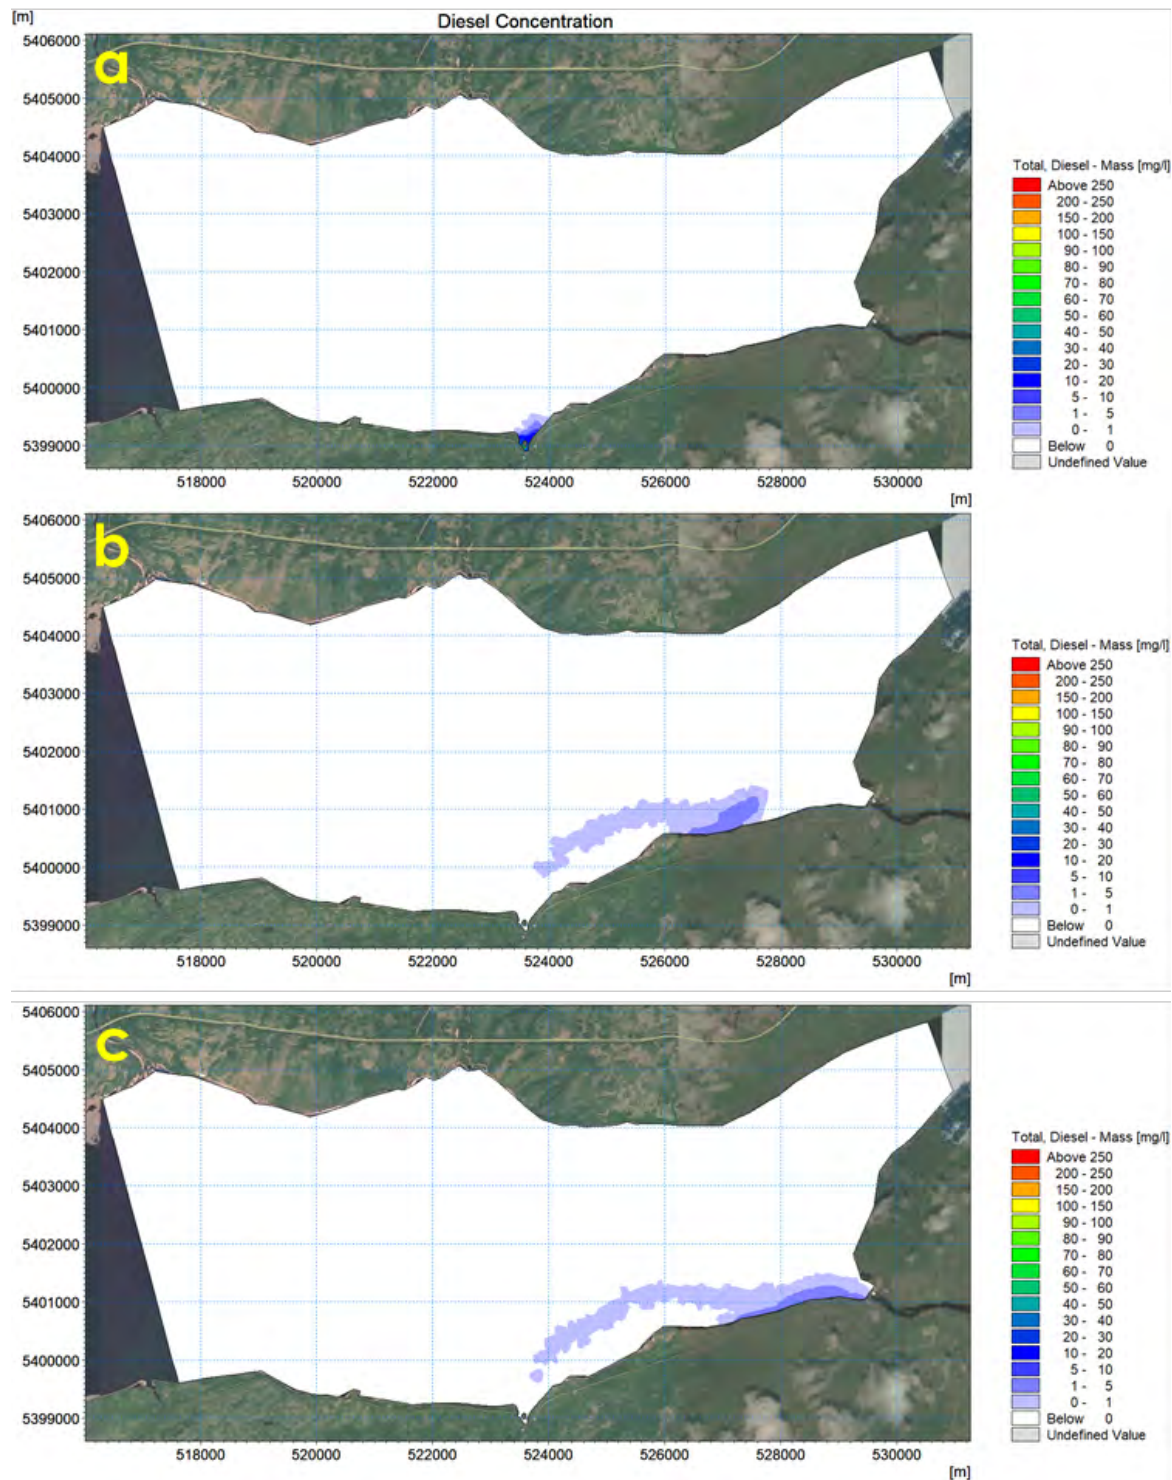 [m]
Diesel Concentration
a
5406000
5405000
5404000
5403000
5402000
5401000
5400000
5399000
518000 520000 522000 524000 526000 528000 530000
[m]
Total, Diesel - Mass [mg/l]
Above 250
200 - 250
150 - 200
100 - 150
90 - 100
80 - 90
70 - 80
60 - 70
50 - 60
40 - 50
30 - 40
20 - 30
10 - 20
5 - 10
1 - 5
0 - 1
Below 0
Undefined Value
b
5406000
5405000
5404000
5403000
5402000
5401000
5400000
5399000
518000 520000 522000 524000 526000 528000 530000
[m]
Total, Diesel - Mass [mg/l]
Above 250
200 - 250
150 - 200
100 - 150
90 - 100
80 - 90
70 - 80
60 - 70
50 - 60
40 - 50
30 - 40
20 - 30
10 - 20
5 - 10
1 - 5
0 - 1
Below 0
Undefined Value
c
5406000
5405000
5404000
5403000
5402000
5401000
5400000
5399000
518000 520000 522000 524000 526000 528000 530000
[m]
Total, Diesel - Mass [mg/l]
Above 250
200 - 250
150 - 200
100 - 150
90 - 100
80 - 90
70 - 80
60 - 70
50 - 60
40 - 50
30 - 40
20 - 30
10 - 20
5 - 10
1 - 5
0 - 1
Below 0
Undefined Value